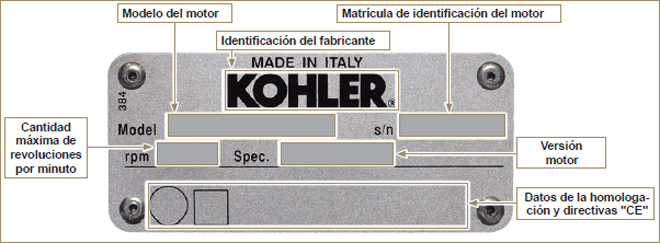 Modelo del motor
Matrícula de identificación del motor
Identificación del fabricante
MADE IN ITALY
KOHLER®
384
Model
s/n
Cantidad
máxima de
revoluciones
por minuto
rpm
Spec.
Versión
motor
Datos de la homologa-
ción y directivas "CE"